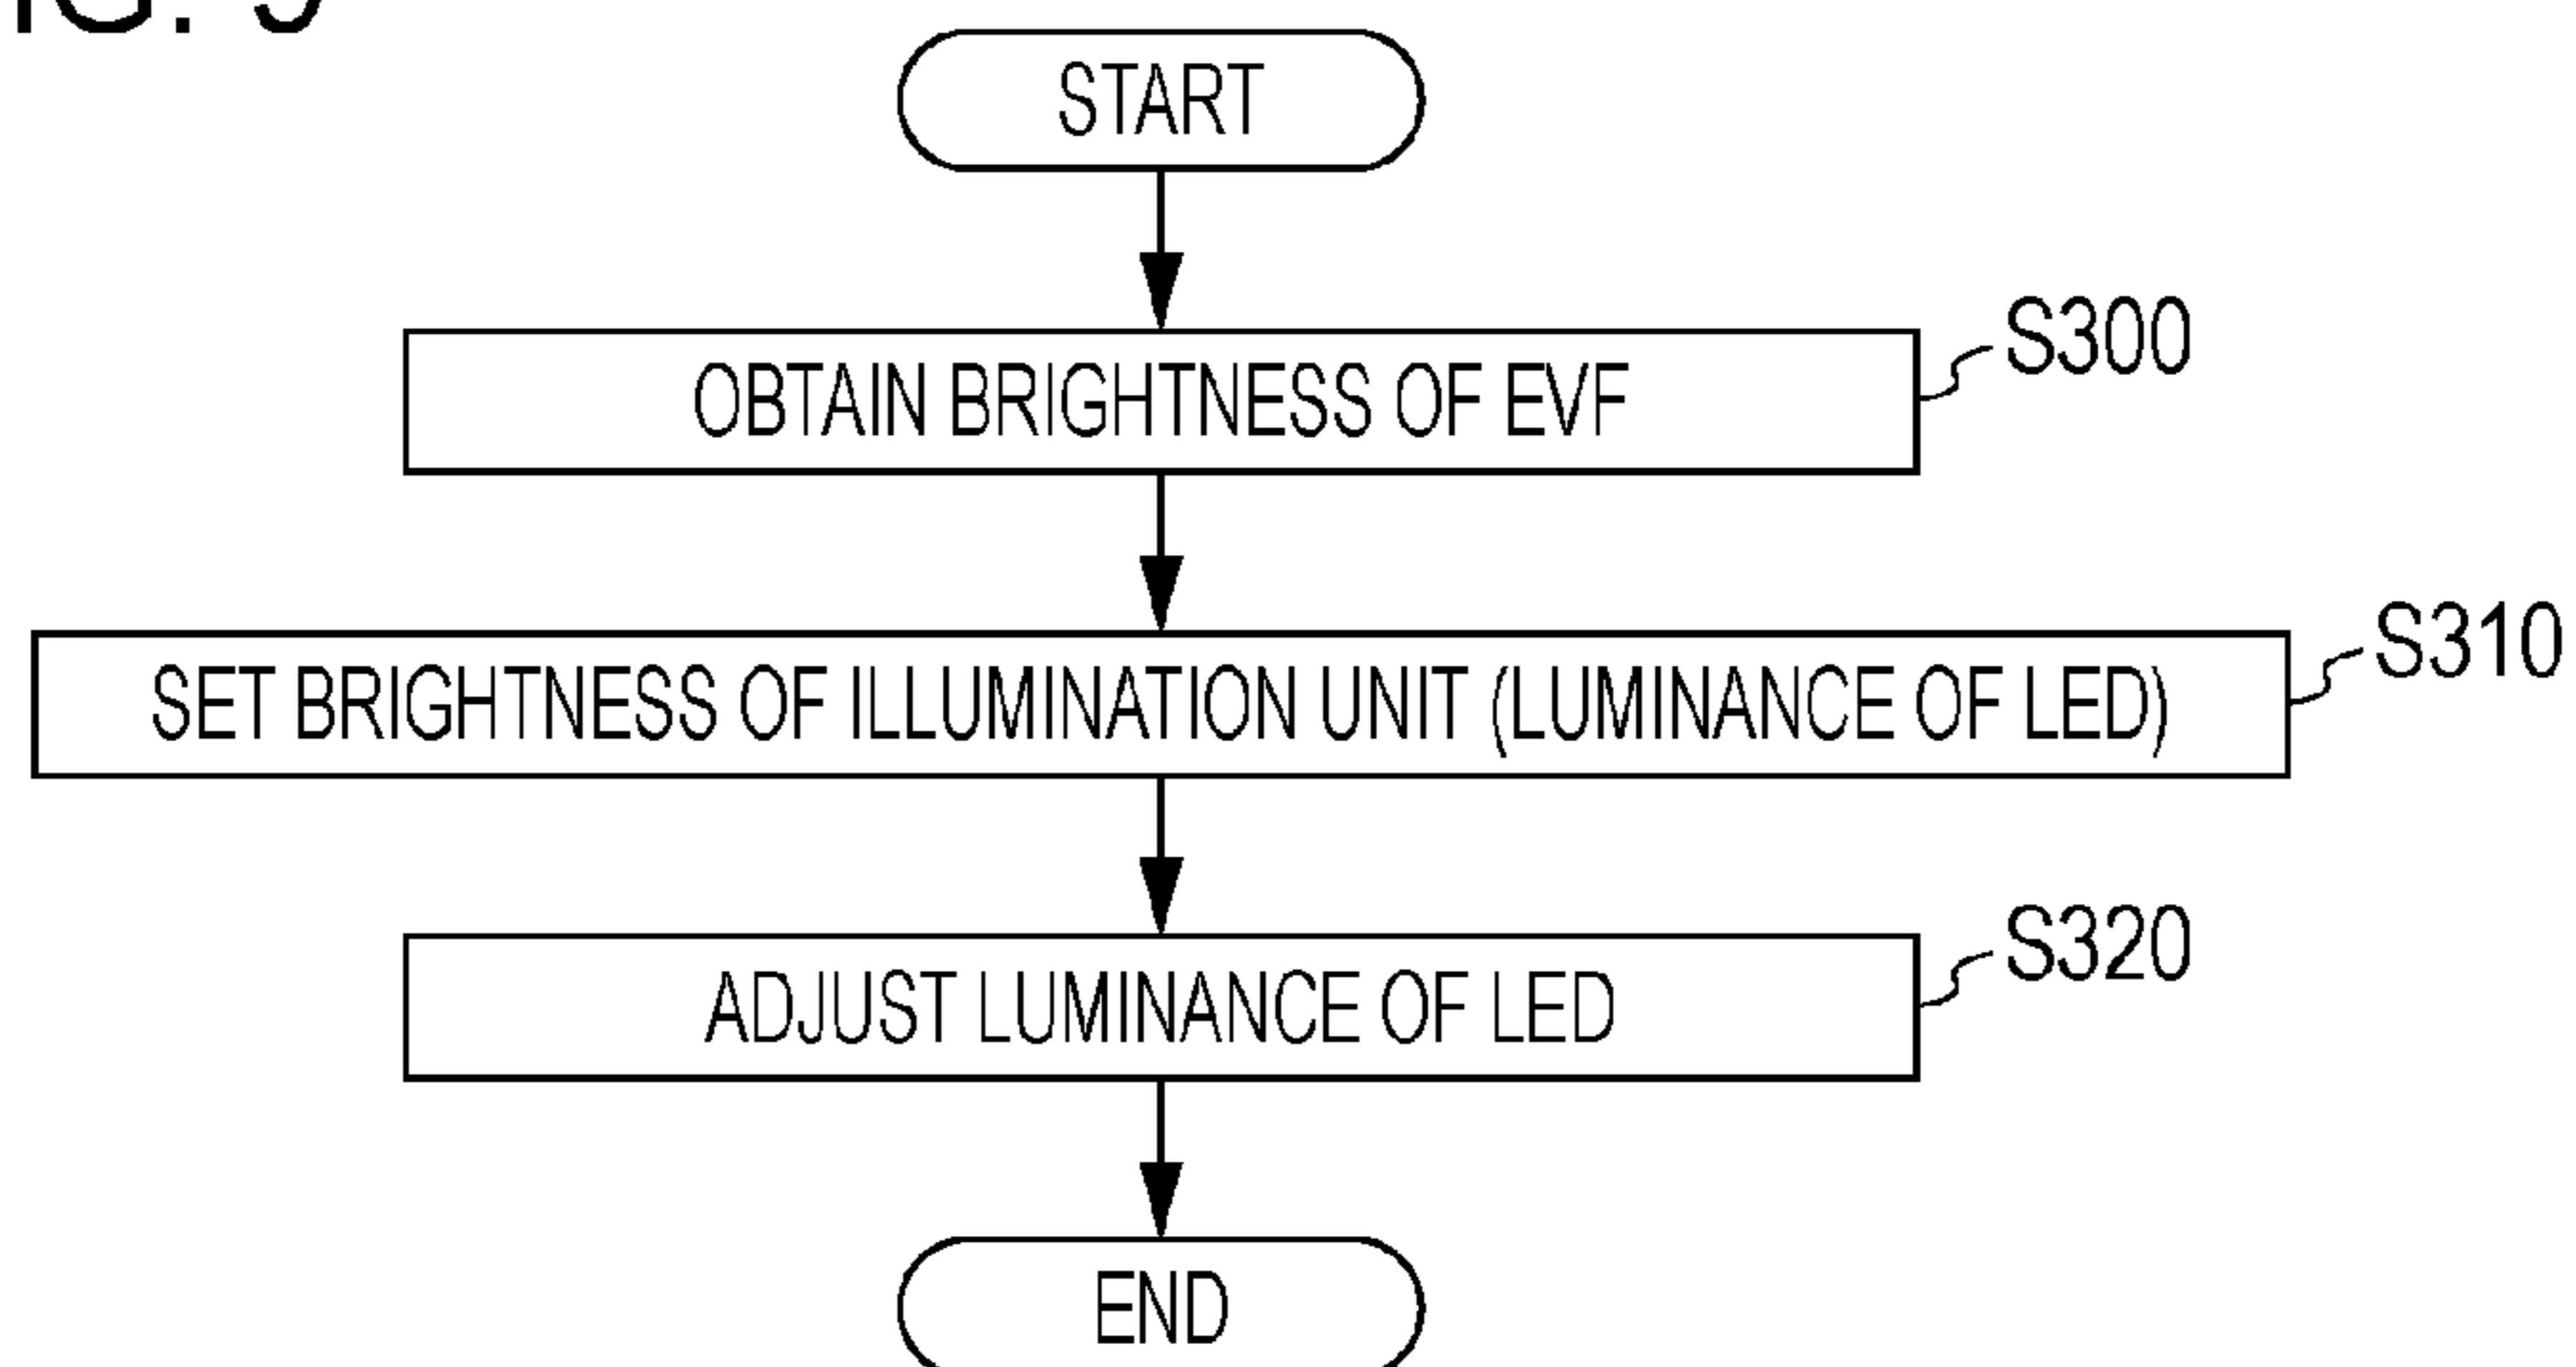 START
OBTAIN BRIGHTNESS OF EVF
S300
SET BRIGHTNESS OF ILLUMINATION UNIT (LUMINANCE OF LED)
S310
ADJUST LUMINANCE OF LED
S320
END